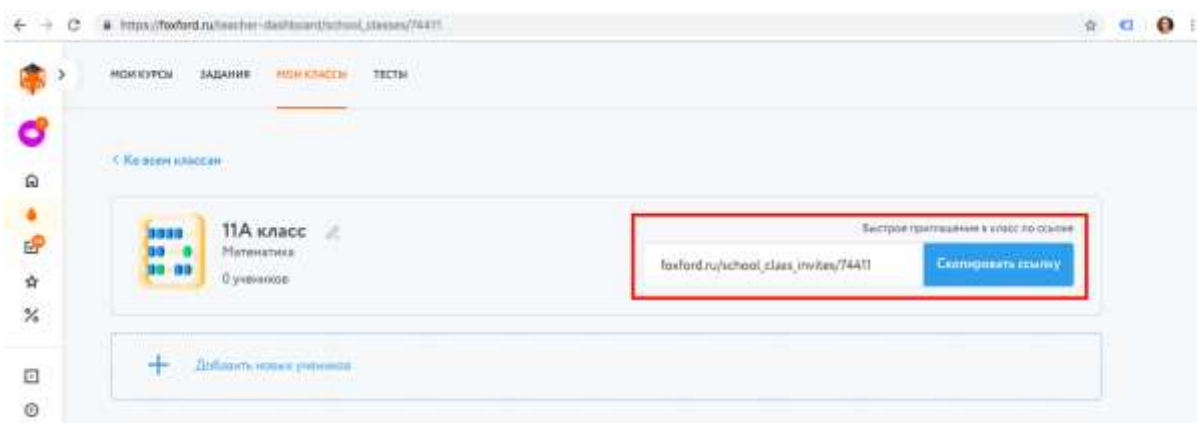 https://foxford.ru/teacher-dashboard/school_classes/74411
МОИ КУРСЫ ЗАДАНИЯ МОИ КЛАССЫ ТЕСТЫ
< Ко всем классам
11А класс
Математика
0 учеников
Быстрое приглашение в класс по ссылке
foxford.ru/school_class_invites/74411
Скопировать ссылку
Добавить новых учеников